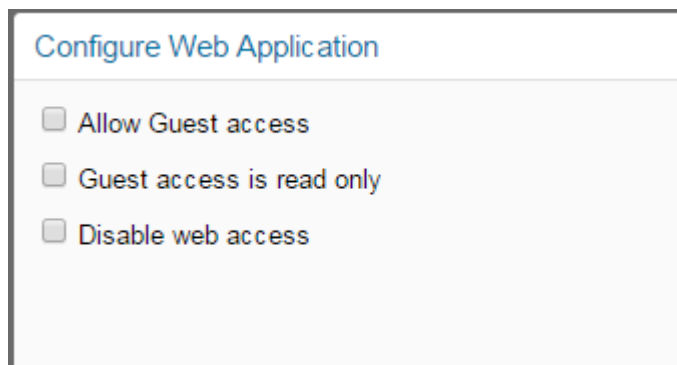 Configure Web Application
Allow Guest access
Guest access is read only
Disable web access